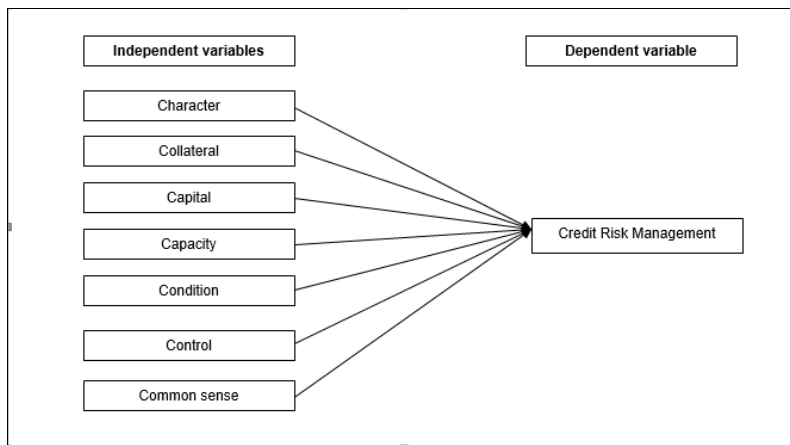 Independent variables
Dependent variable
Character
Collateral
Capital
Capacity
Condition
Control
Common sense
Credit Risk Management